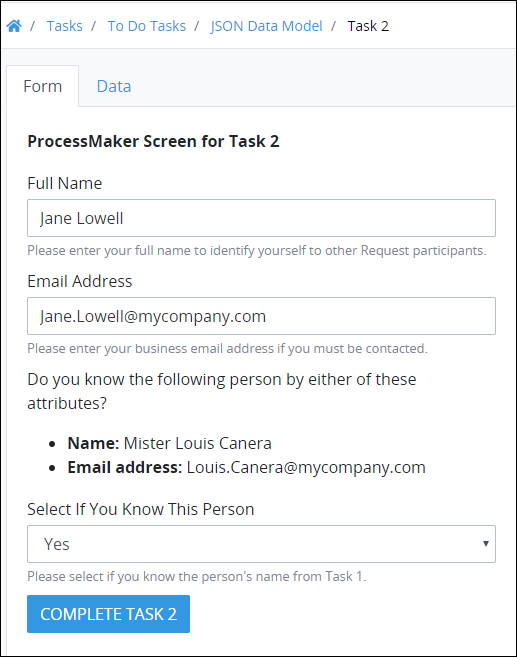 / Tasks / To Do Tasks / JSON Data Model / Task 2
Form Data
ProcessMaker Screen for Task 2
Full Name
Jane Lowell
Please enter your full name to identify yourself to other Request participants.
Email Address
Jane.Lowell@mycompany.com
Please enter your business email address if you must be contacted.
Do you know the following person by either of these
attributes?
• Name: Mister Louis Canera
• Email address: Louis.Canera@mycompany.com
Select If You Know This Person
Yes
Please select if you know the person's name from Task 1.
COMPLETE TASK 2